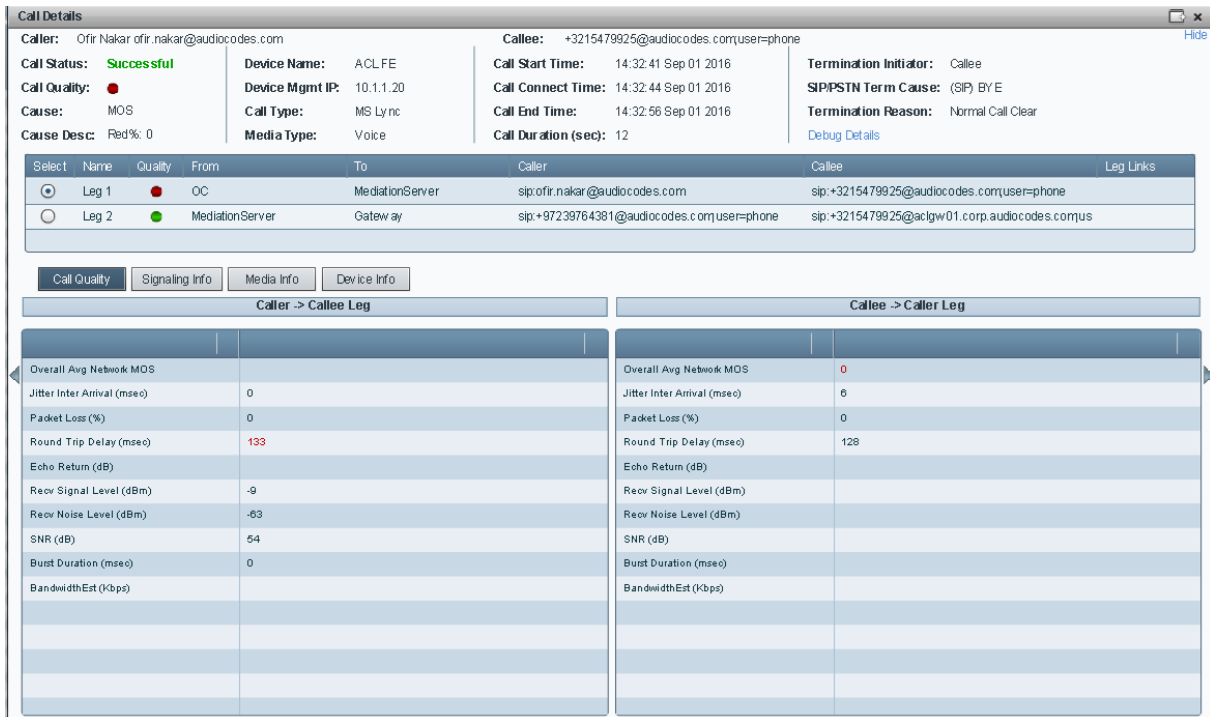 Call Details
Caller: Ofir Nakar ofir.nakar@audiocodes.com Callee: +3215479925@audiocodes.com;user=phone Hide
Call Status: Successful Device Name: ACL FE Call Start Time: 14:32:41 Sep 01 2016 Termination Initiator: Callee
Call Quality: Device Mgmt IP: 10.1.1.20 Call Connect Time: 14:32:44 Sep 01 2016 SIP/PSTN Term Cause: (SIP) BYE
Cause: MOS Call Type: MS Lync Call End Time: 14:32:56 Sep 01 2016 Termination Reason: Normal Call Clear
Cause Desc: Red%: 0 Media Type: Voice Call Duration (sec): 12 Debug Details
Select Name Quality From To Caller Callee Leg Links
Leg 1 OC MediationServer sip:ofir.nakar@audiocodes.com sip:+3215479925@audiocodes.com;user=phone
Leg 2 MediationServer Gateway sip:+97239764381@audiocodes.com;user=phone sip:+3215479925@aclgw01.corp.audiocodes.com;us
Call Quality Signaling Info Media Info Device Info
Caller -> Callee Leg Callee -> Caller Leg
Overall Avg Network MOS Overall Avg Network MOS 0
Jitter Inter Arrival (msec) 0 Jitter Inter Arrival (msec) 6
Packet Loss (%) 0 Packet Loss (%) 0
Round Trip Delay (msec) 133 Round Trip Delay (msec) 128
Echo Return (dB) Echo Return (dB)
Recv Signal Level (dBm) -9 Recv Signal Level (dBm)
Recv Noise Level (dBm) -63 Recv Noise Level (dBm)
SNR (dB) 54 SNR (dB)
Burst Duration (msec) 0 Burst Duration (msec)
BandwidthEst (Kbps) BandwidthEst (Kbps)